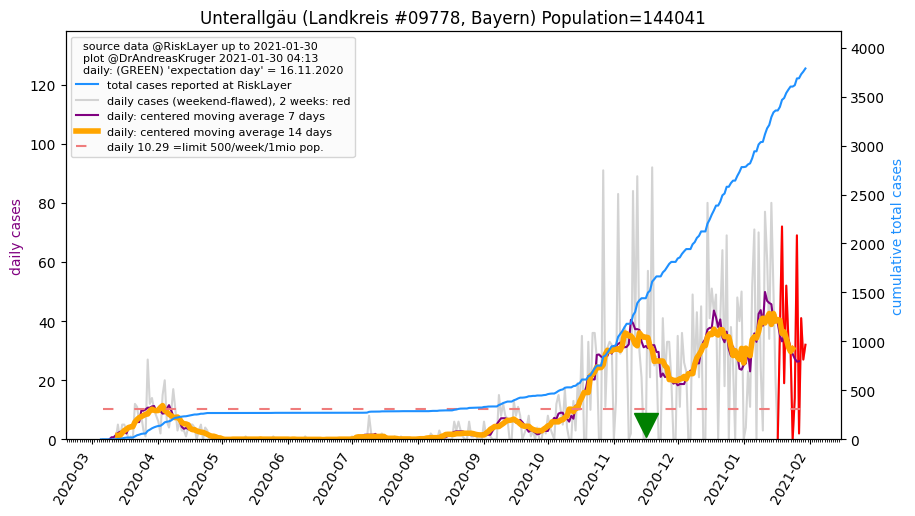 Unterallgäu (Landkreis #09778, Bayern) Population=144041
source data @RiskLayer up to 2021-01-30
plot @DrAndreasKruger 2021-01-30 04:13
daily: (GREEN) 'expectation day' = 16.11.2020
total cases reported at RiskLayer
daily cases (weekend-flawed), 2 weeks: red
daily: centered moving average 7 days
daily: centered moving average 14 days
daily 10.29 =limit 500/week/1mio pop.
daily cases
120
100
80
60
40
20
0
cumulative total cases
4000
3500
3000
2500
2000
1500
1000
500
0
2020-03
2020-04
2020-05
2020-06
2020-07
2020-08
2020-09
2020-10
2020-11
2020-12
2021-01
2021-02